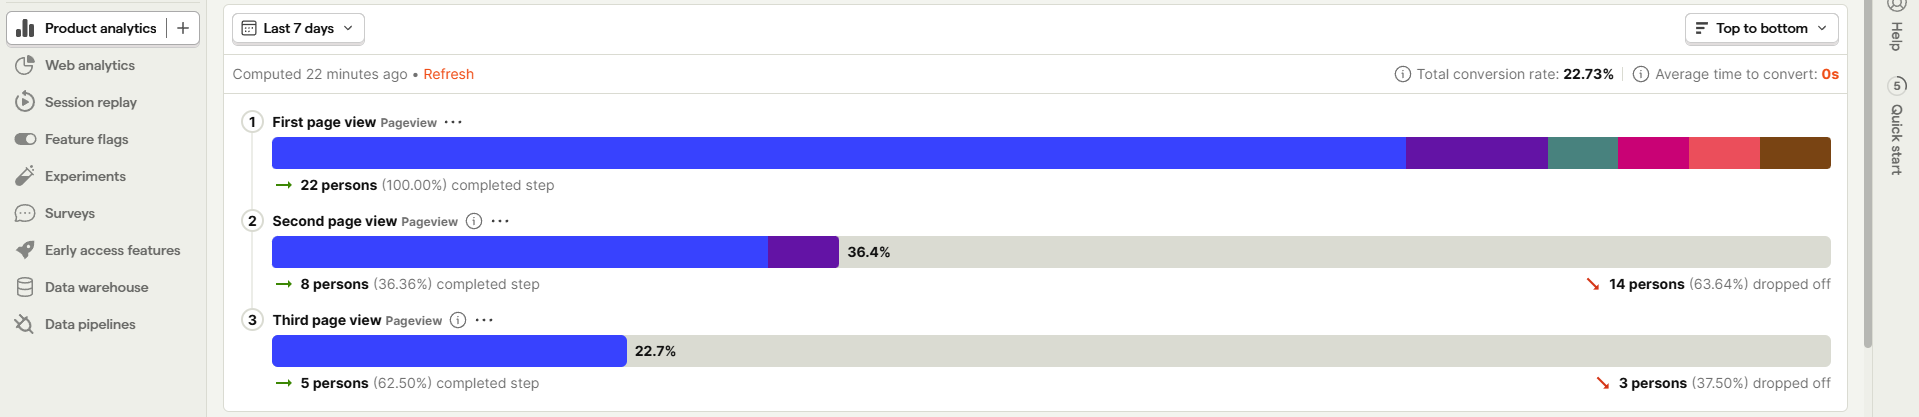 Product analytics
Web analytics
Session replay
Feature flags
Experiments
Surveys
Early access features
Data warehouse
Data pipelines
Last 7 days
Top to bottom
Computed 22 minutes ago • Refresh
Total conversion rate: 22.73%
Average time to convert: 0s
1 First page view Pageview
22 persons (100.00%) completed step
2 Second page view Pageview
36.4%
8 persons (36.36%) completed step
14 persons (63.64%) dropped off
3 Third page view Pageview
22.7%
5 persons (62.50%) completed step
3 persons (37.50%) dropped off
Help
5
Quick start